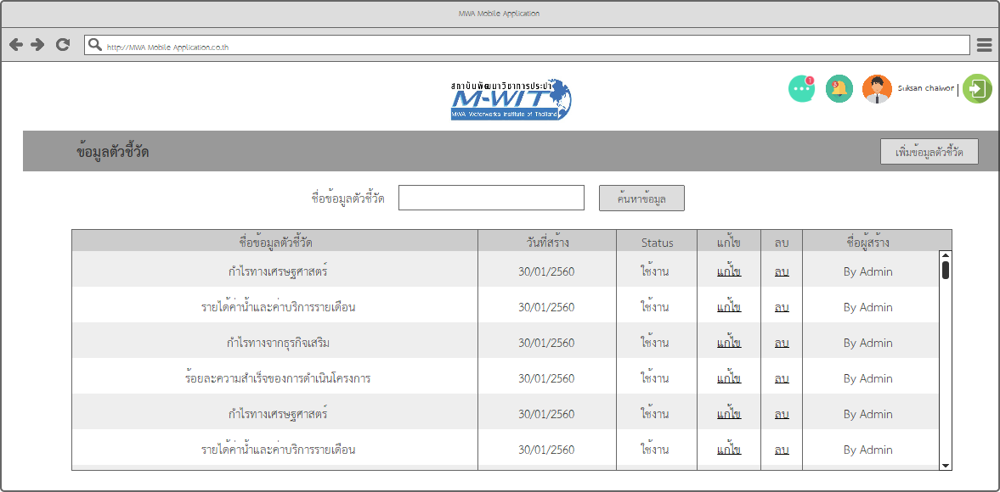 MWA Mobile Application
http://MWA Mobile Application.co.th
สถาบันพัฒนาวิชาการประปา
M-WIT
MWA Waterworks Institute of Thailand
1
3
Suksan chaiwor
ข้อมูลตัวชี้วัด
เพิ่มข้อมูลตัวชี้วัด
ชื่อข้อมูลตัวชี้วัด
ค้นหาข้อมูล
ชื่อข้อมูลตัวชี้วัด วันที่สร้าง Status แก้ไข ลบ ชื่อผู้สร้าง
กำไรทางเศรษฐศาสตร์ 30/01/2560 ใช้งาน แก้ไข ลบ By Admin
รายได้ค่าน้ำและค่าบริการรายเดือน 30/01/2560 ใช้งาน แก้ไข ลบ By Admin
กำไรทางจากธุรกิจเสริม 30/01/2560 ใช้งาน แก้ไข ลบ By Admin
ร้อยละความสำเร็จของการดำเนินโครงการ 30/01/2560 ใช้งาน แก้ไข ลบ By Admin
กำไรทางเศรษฐศาสตร์ 30/01/2560 ใช้งาน แก้ไข ลบ By Admin
รายได้ค่าน้ำและค่าบริการรายเดือน 30/01/2560 ใช้งาน แก้ไข ลบ By Admin